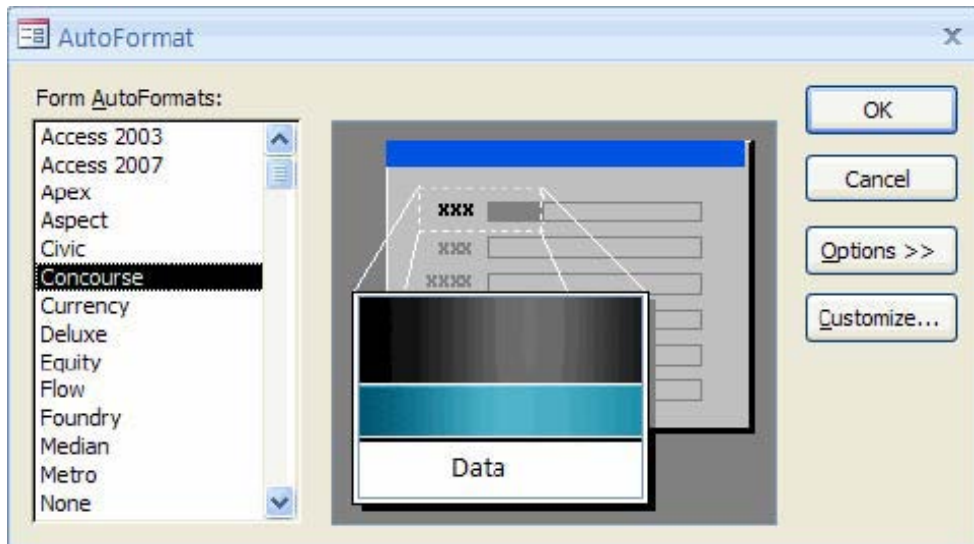 AutoFormat
Form AutoFormats:
Access 2003
Access 2007
Apex
Aspect
Civic
Concourse
Currency
Deluxe
Equity
Flow
Foundry
Median
Metro
None
xxx
xxx
xxxx
Data
OK
Cancel
Options >>
Customize...